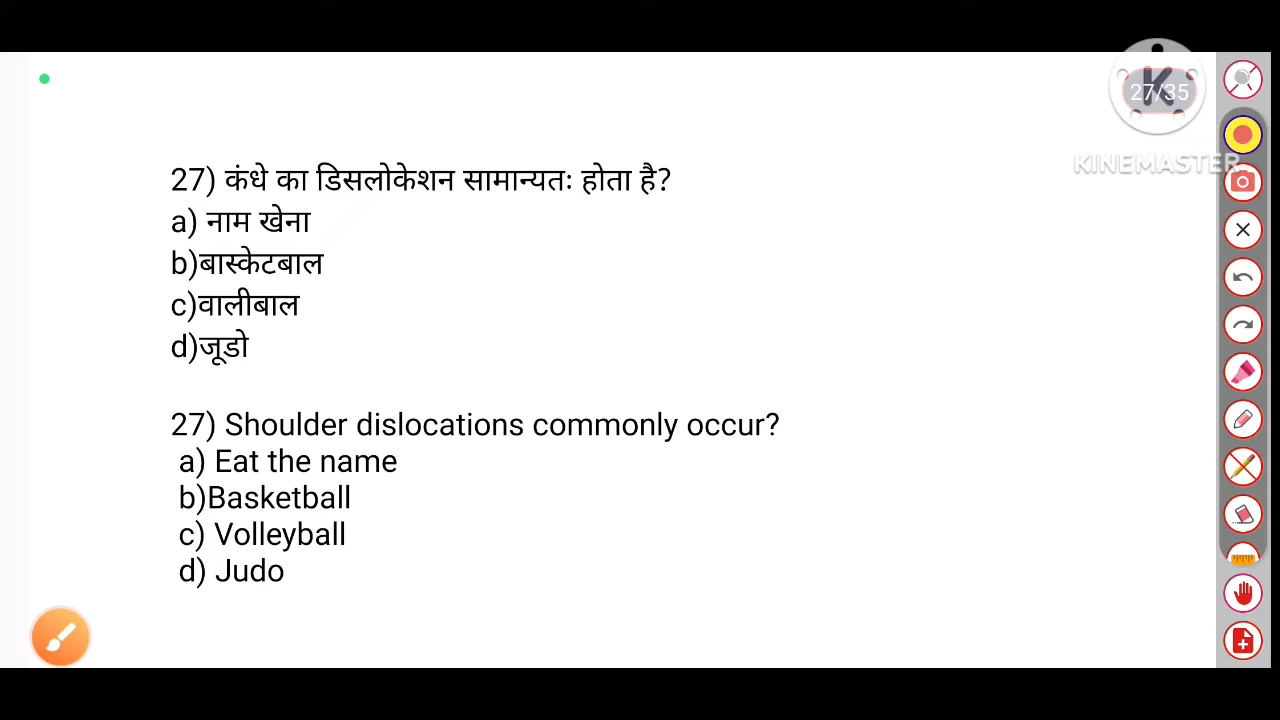 27/35
KINEMASTER
27) कंधे का डिसलोकेशन सामान्यतः होता है?
a) नाम खेना
b)बास्केटबाल
c)वालीबाल
d)जूडो
27) Shoulder dislocations commonly occur?
a) Eat the name
b)Basketball
c) Volleyball
d) Judo